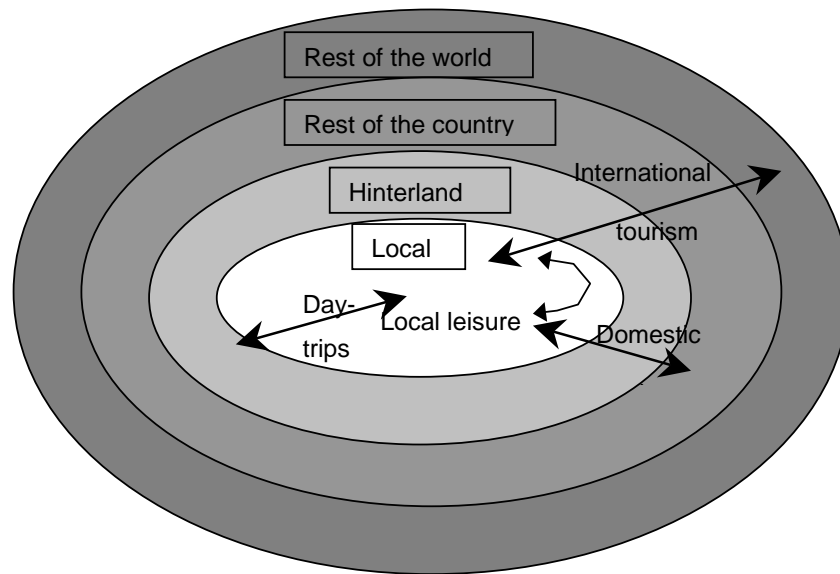 Rest of the world
Rest of the country
International
Hinterland
tourism
Local
Day-
Local leisure
Domestic
trips